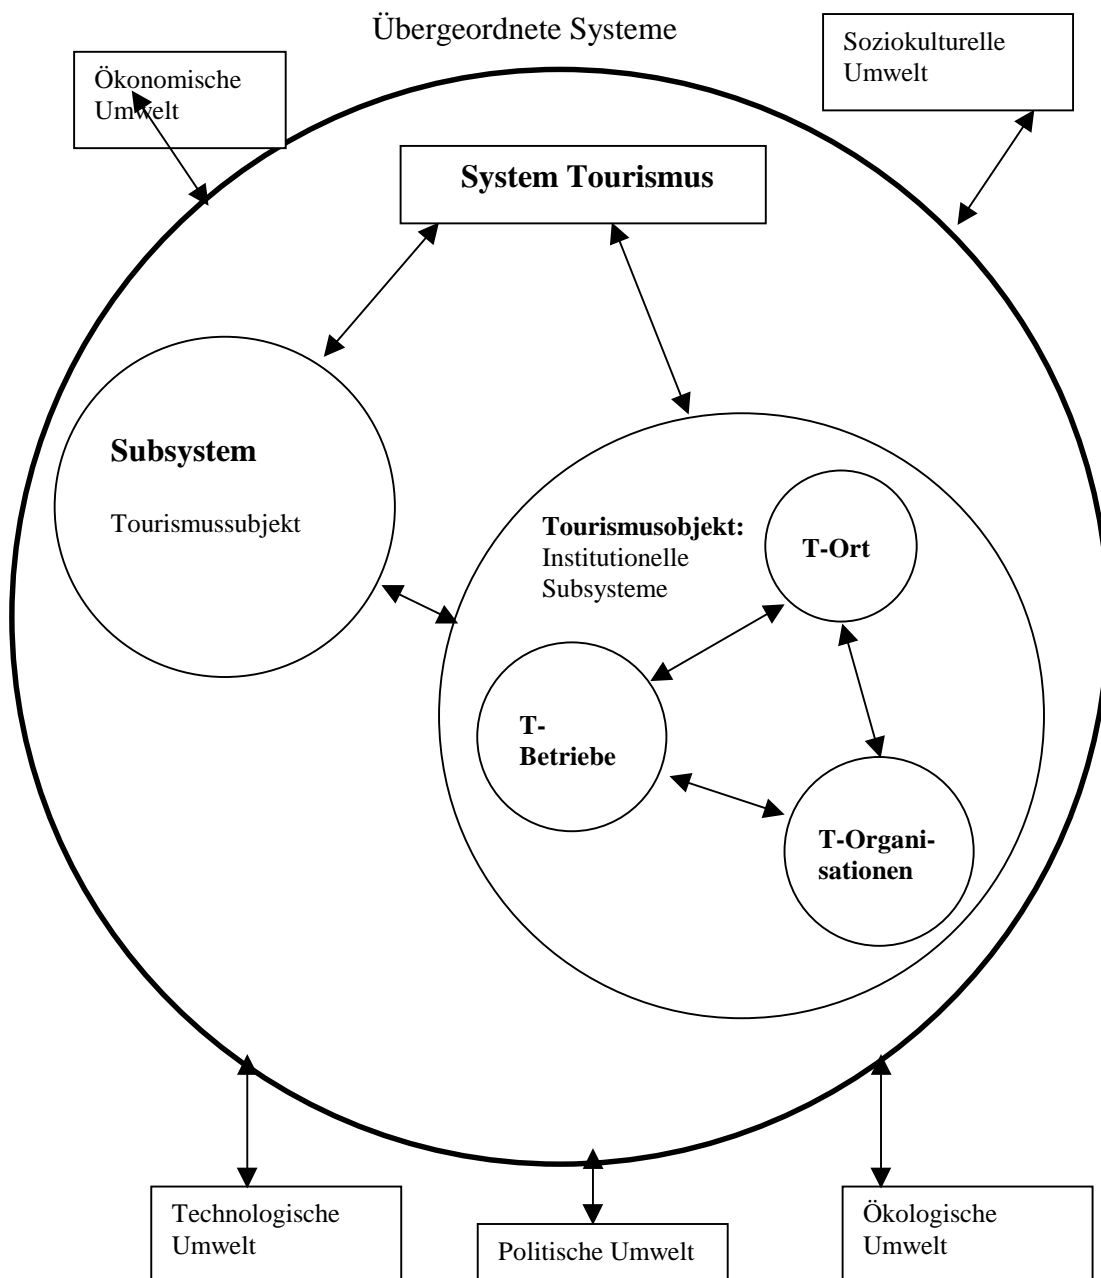 Übergeordnete Systeme
Ökonomische
Umwelt
Soziokulturelle
Umwelt
System Tourismus
Subsystem
Tourismussubjekt
Tourismusobjekt:
Institutionelle
Subsysteme
T-Ort
T-
Betriebe
T-Organi-
sationen
Technologische
Umwelt
Politische Umwelt
Ökologische
Umwelt